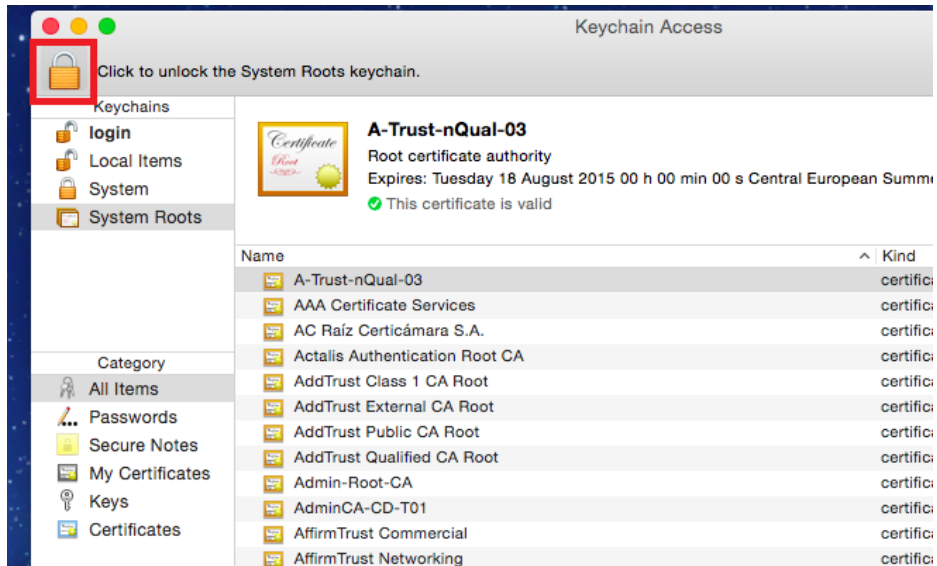 Keychain Access
Click to unlock the System Roots keychain.
Keychains
login
Local Items
System
System Roots
Certificate
Root
A-Trust-nQual-03
Root certificate authority
Expires: Tuesday 18 August 2015 00 h 00 min 00 s Central European Summe
This certificate is valid
Name
Kind
A-Trust-nQual-03
certifica
AAA Certificate Services
certifica
AC Raíz Certicámara S.A.
certifica
Actalis Authentication Root CA
certifica
AddTrust Class 1 CA Root
certifica
AddTrust External CA Root
certifica
AddTrust Public CA Root
certifica
AddTrust Qualified CA Root
certifica
Admin-Root-CA
certifica
AdminCA-CD-T01
certifica
AffirmTrust Commercial
certifica
AffirmTrust Networking
certifica
Category
All Items
Passwords
Secure Notes
My Certificates
Keys
Certificates